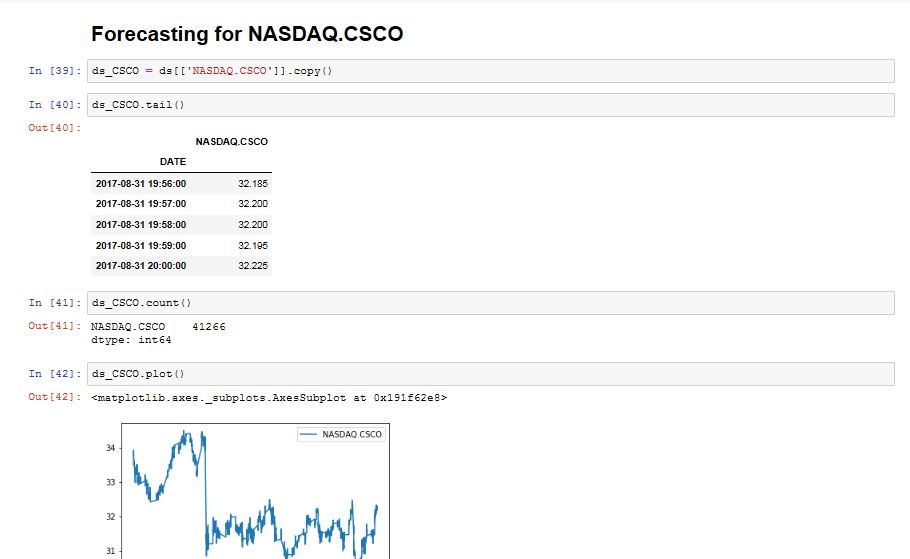 Forecasting for NASDAQ.CSCO
In [39]: ds_CSCO = ds[['NASDAQ.CSCO']].copy()
In [40]: ds_CSCO.tail()
Out[40]:
NASDAQ.CSCO
DATE
2017-08-31 19:56:00 32.185
2017-08-31 19:57:00 32.200
2017-08-31 19:58:00 32.200
2017-08-31 19:59:00 32.195
2017-08-31 20:00:00 32.225
In [41]: ds_CSCO.count()
Out[41]: NASDAQ.CSCO 41266
dtype: int64
In [42]: ds_CSCO.plot()
Out[42]: <matplotlib.axes._subplots.AxesSubplot at 0x191f62e8>
NASDAQ.CSCO
34
33
32
31